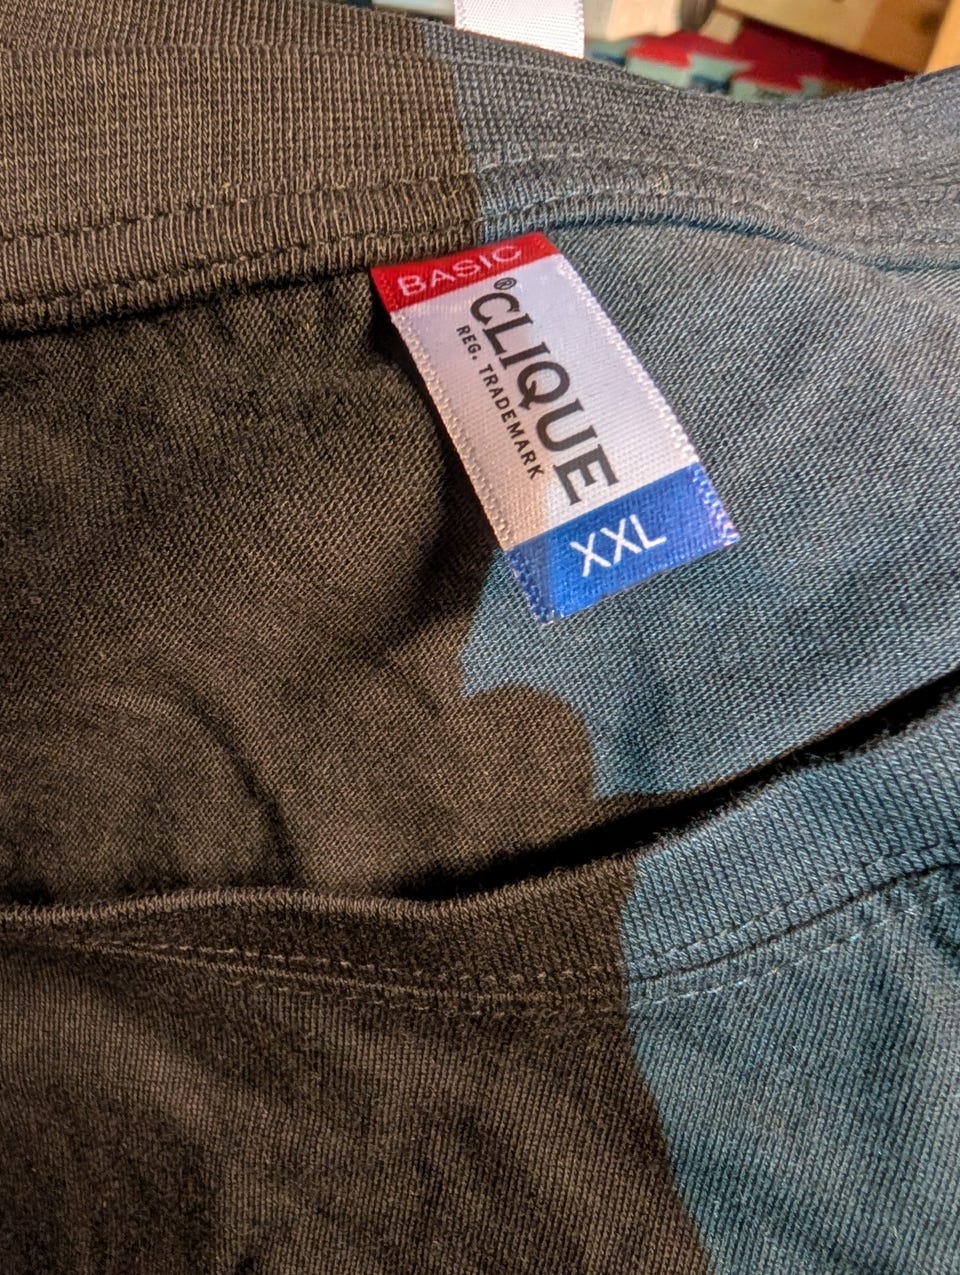 BASIC
®CLIQUE
REG. TRADEMARK
XXL